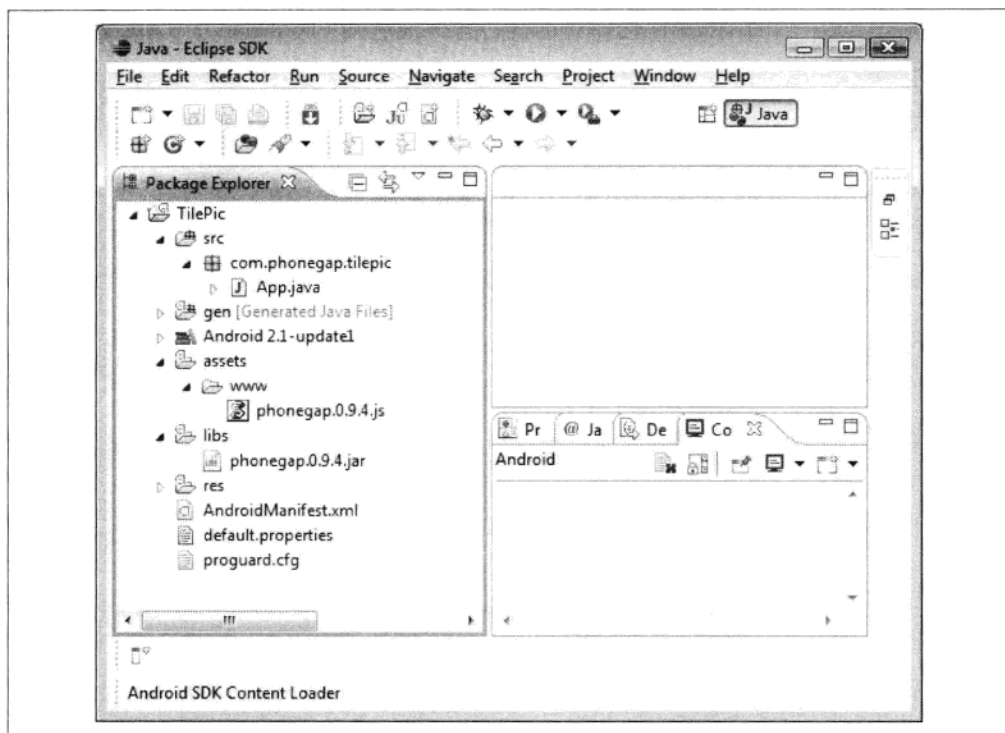 Java - Eclipse SDK
File Edit Refactor Run Source Navigate Search Project Window Help
Java
Package Explorer
TilePic
src
com.phonegap.tilepic
App.java
gen [Generated Java Files]
Android 2.1-update1
assets
www
phonegap.0.9.4.js
libs
phonegap.0.9.4.jar
res
AndroidManifest.xml
default.properties
proguard.cfg
Pr @ Ja De Co
Android
Android SDK Content Loader